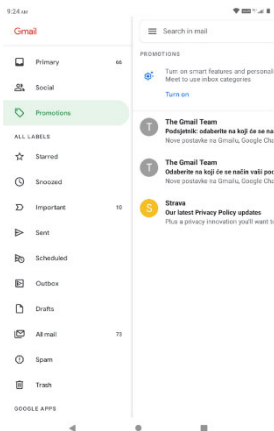 9:24 AM
Gmail
Primary 66
Social
Promotions
ALL LABELS
Starred
Snoozed
Important 10
Sent
Scheduled
Outbox
Drafts
All mail 73
Spam
Trash
GOOGLE APPS
Search in mail
PROMOTIONS
Turn on smart features and personali
Meet to use inbox categories
Turn on
T
The Gmail Team
Podsjetnik: odaberite na koji će se na
Nove postavke na Gmailu, Google Cha
T
The Gmail Team
Odaberite na koji će se način vaši pod
Nove postavke na Gmailu, Google Cha
S
Strava
Our latest Privacy Policy updates
Plus a privacy innovation you'll want to